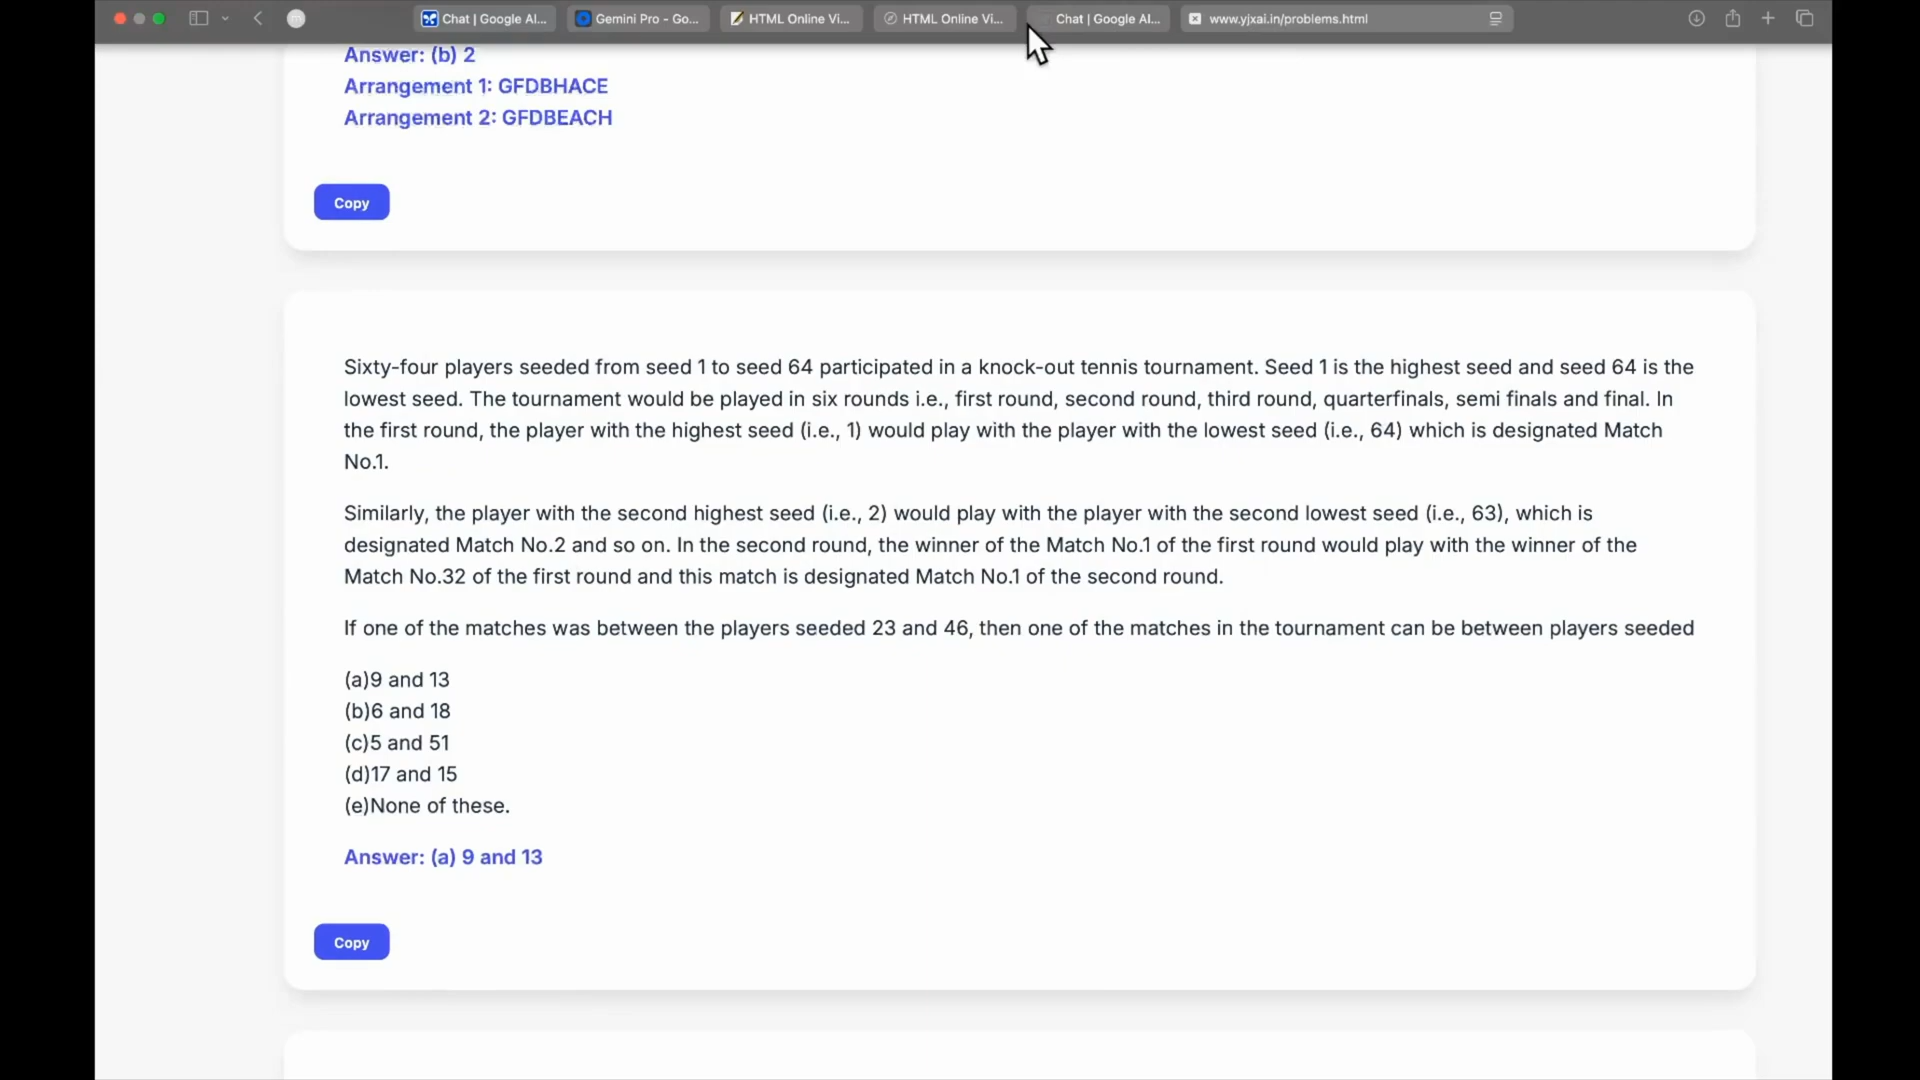 Chat | Google AI...
Gemini Pro - Go...
HTML Online Vi...
HTML Online Vi...
Chat | Google AI...
www.yjxai.in/problems.html
Answer: (b) 2
Arrangement 1: GFDBHACE
Arrangement 2: GFDBEACH
Copy
Sixty-four players seeded from seed 1 to seed 64 participated in a knock-out tennis tournament. Seed 1 is the highest seed and seed 64 is the
lowest seed. The tournament would be played in six rounds i.e., first round, second round, third round, quarterfinals, semi finals and final. In
the first round, the player with the highest seed (i.e., 1) would play with the player with the lowest seed (i.e., 64) which is designated Match
No.1.
Similarly, the player with the second highest seed (i.e., 2) would play with the player with the second lowest seed (i.e., 63), which is
designated Match No.2 and so on. In the second round, the winner of the Match No.1 of the first round would play with the winner of the
Match No.32 of the first round and this match is designated Match No.1 of the second round.
If one of the matches was between the players seeded 23 and 46, then one of the matches in the tournament can be between players seeded
(a)9 and 13
(b)6 and 18
(c)5 and 51
(d)17 and 15
(e)None of these.
Answer: (a) 9 and 13
Copy